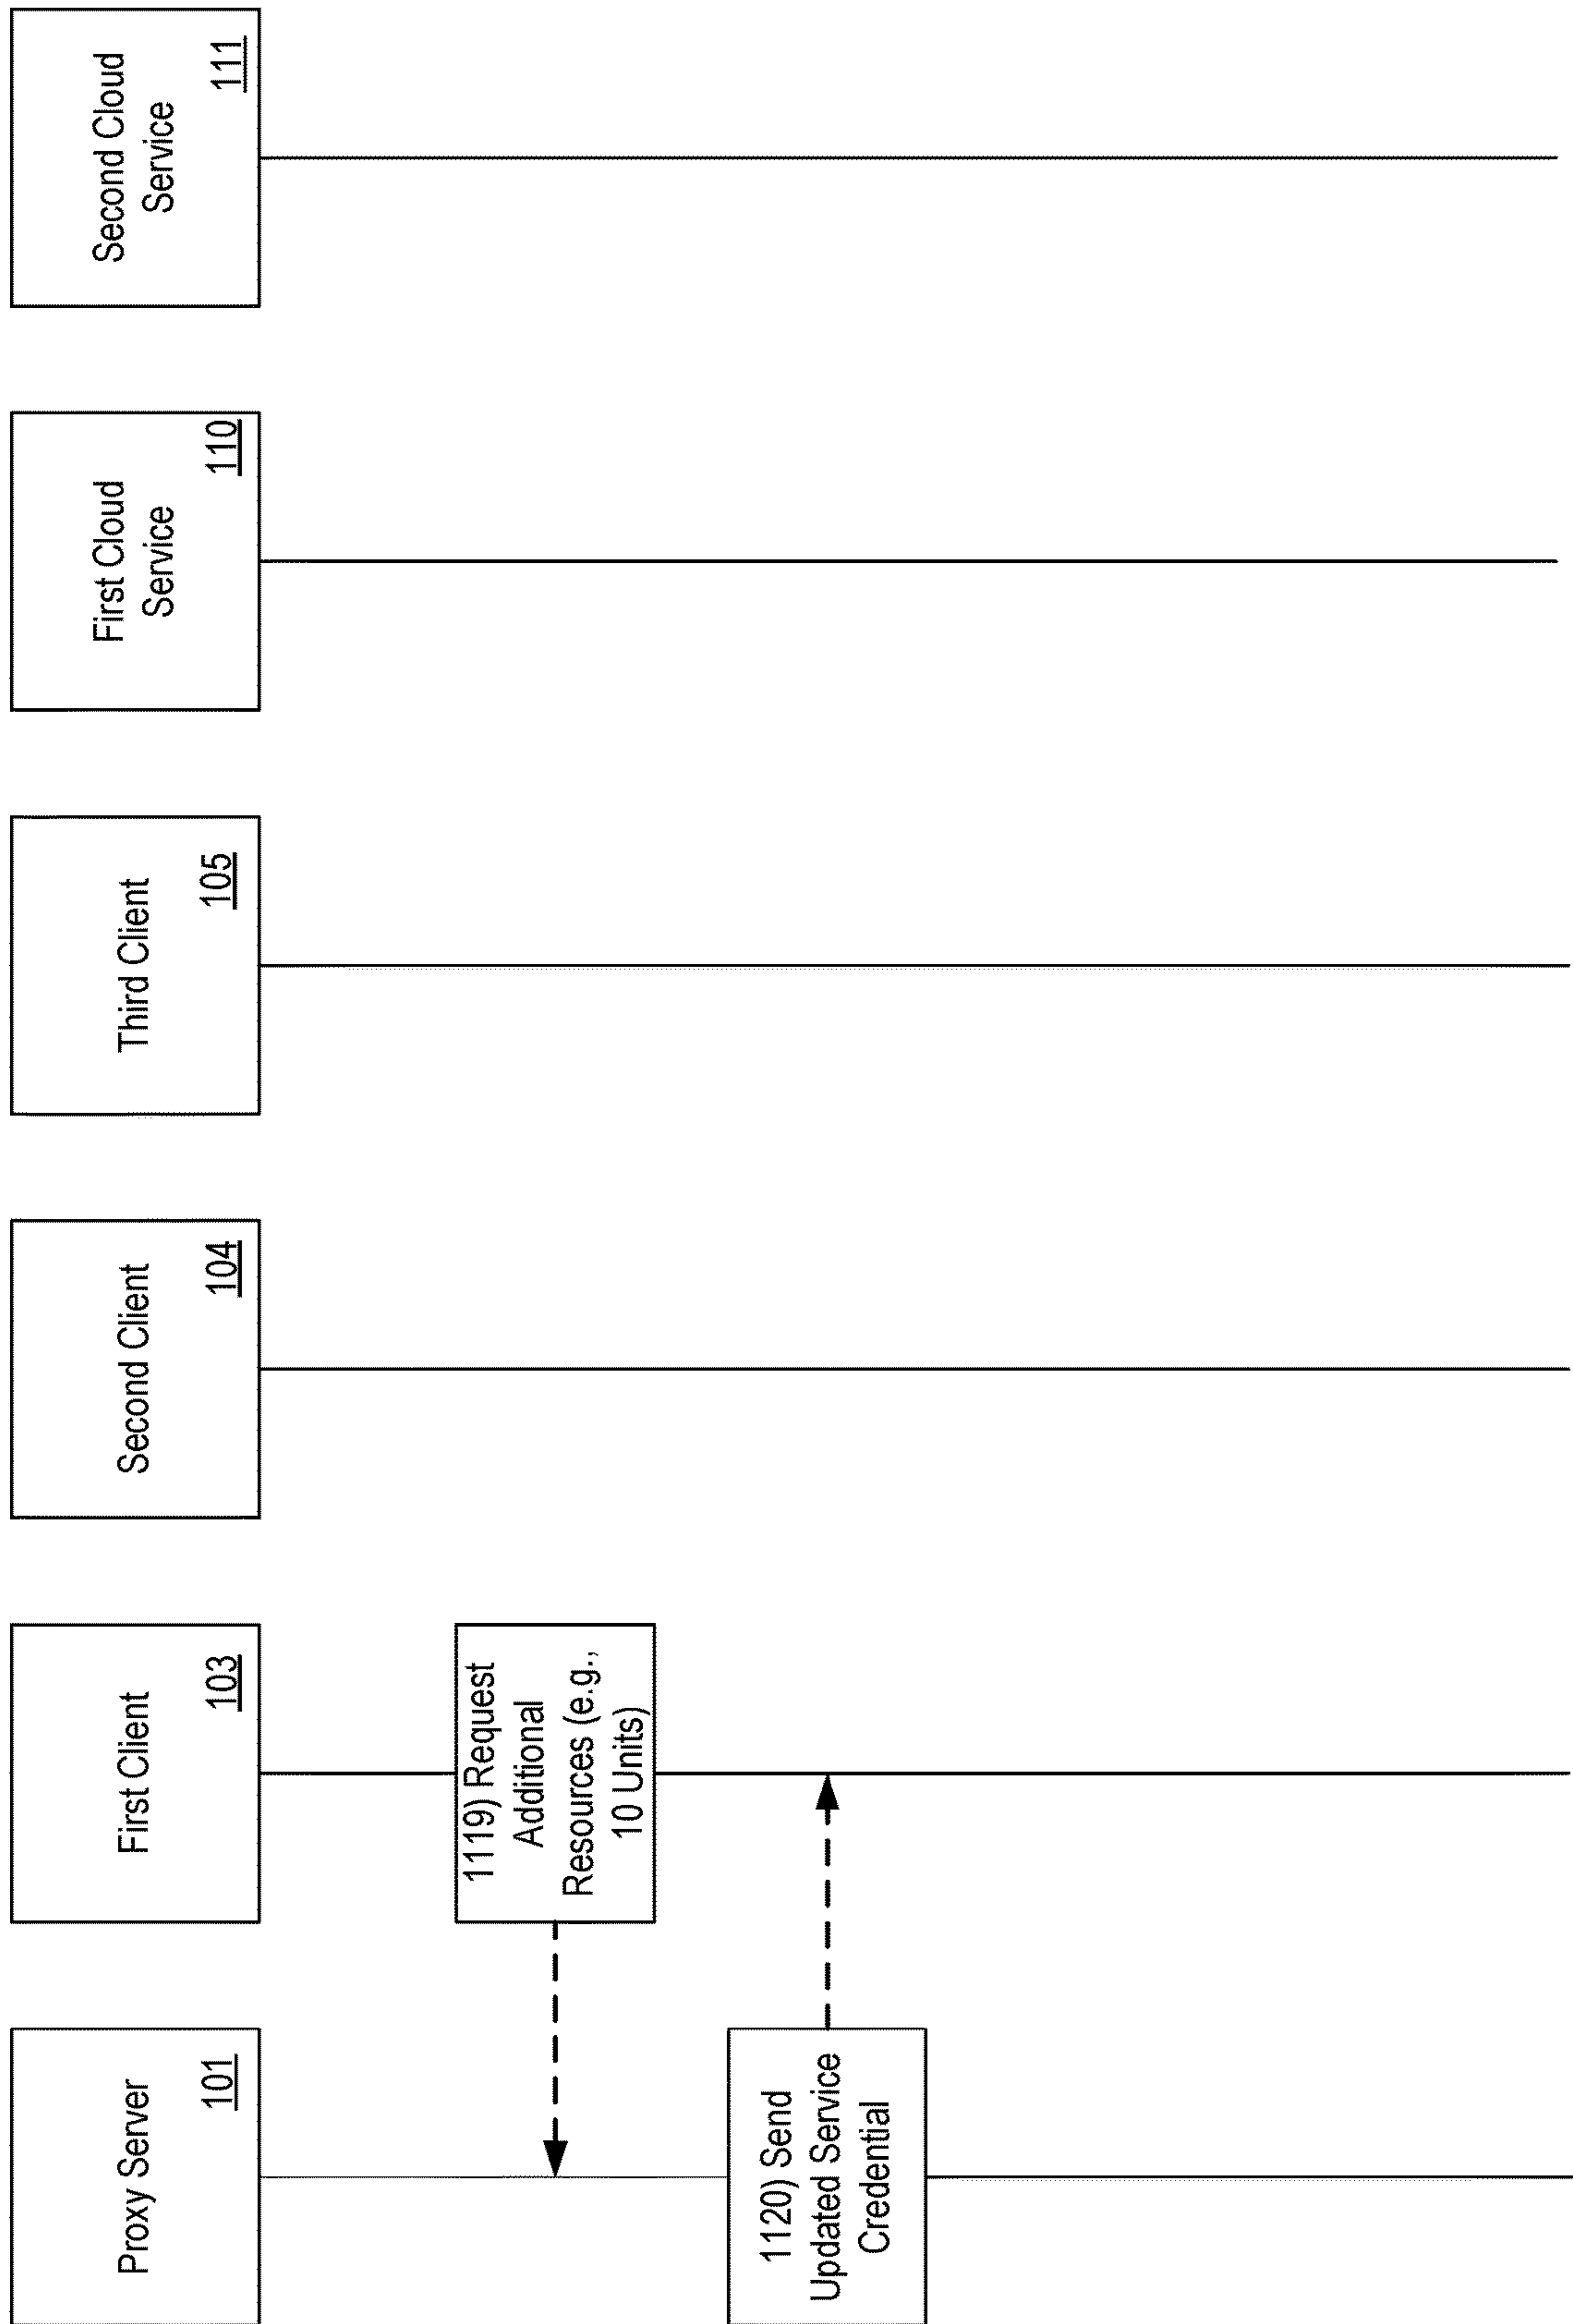 Proxy Server
101
First Client
103
Second Client
104
Third Client
105
First Cloud
Service
110
Second Cloud
Service
111
1119) Request
Additional
Resources (e.g.,
10 Units)
1120) Send
Updated Service
Credential